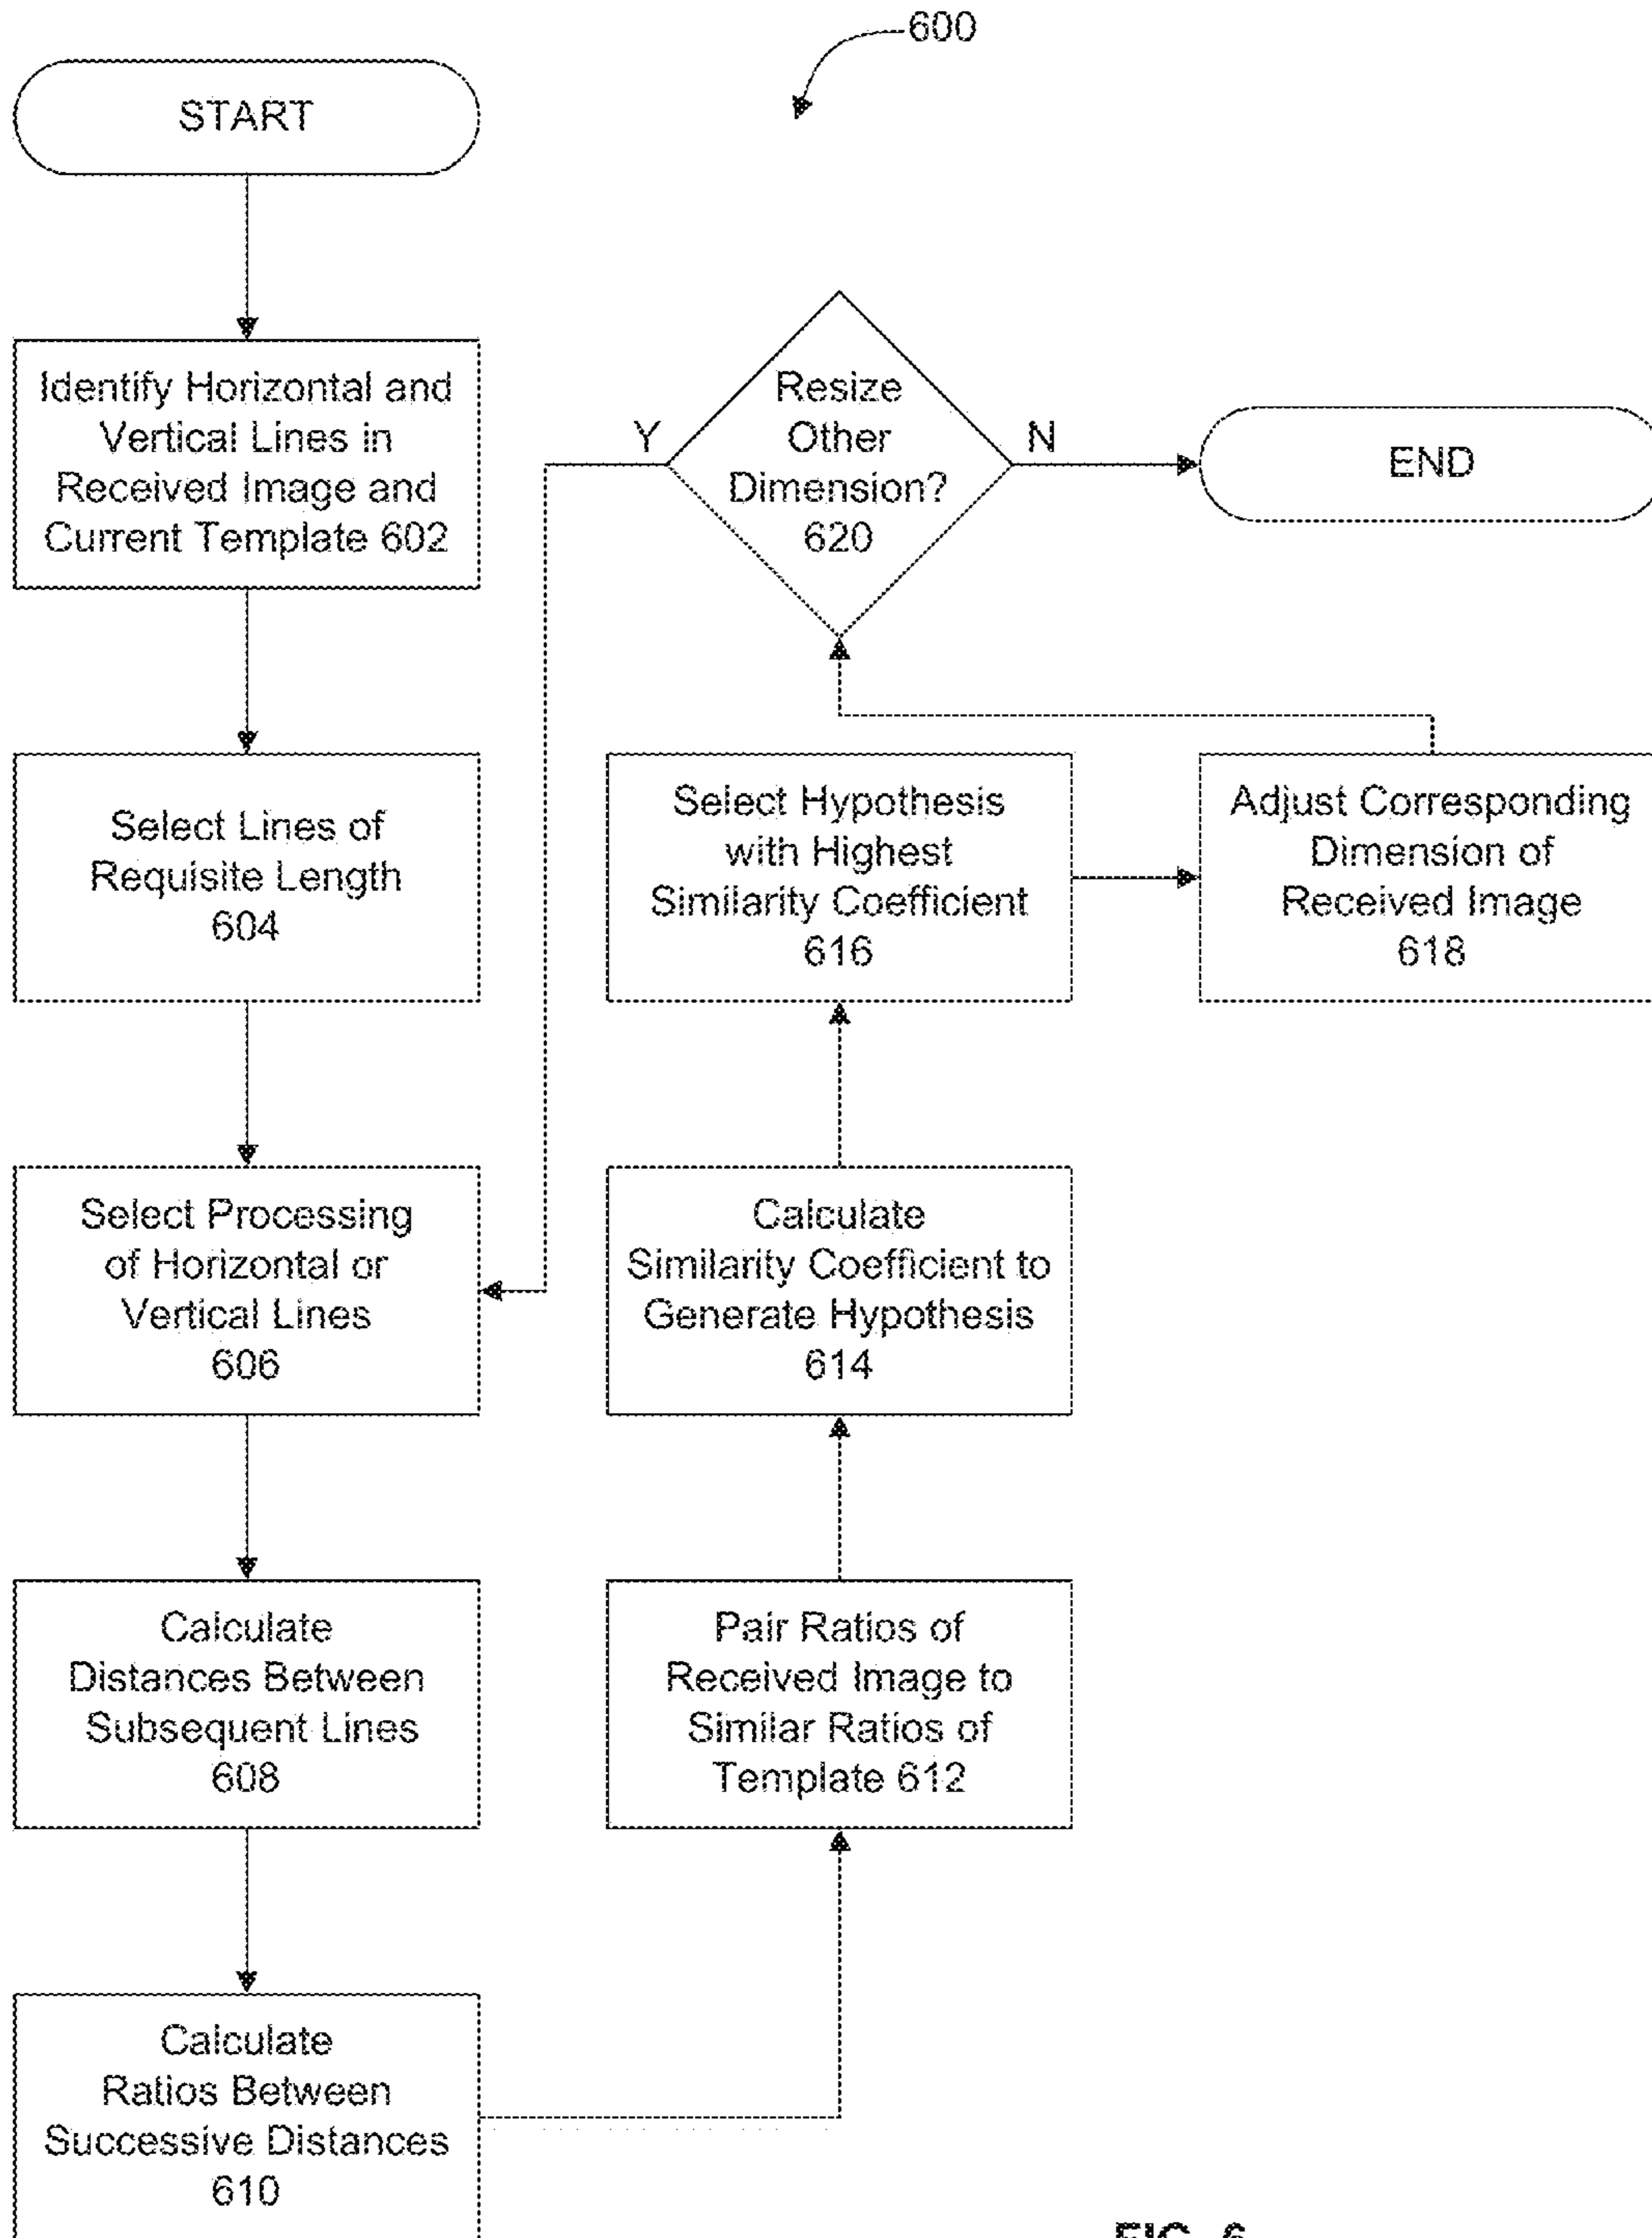 600
START
Identify Horizontal and
Vertical Lines in
Received Image and
Current Template 602
Select Lines of
Requisite Length
604
Select Processing
of Horizontal or
Vertical Lines
606
Calculate
Distances Between
Subsequent Lines
608
Calculate
Ratios Between
Successive Distances
610
Pair Ratios of
Received Image to
Similar Ratios of
Template 612
Calculate
Similarity Coefficient to
Generate Hypothesis
614
Select Hypothesis
with Highest
Similarity Coefficient
616
Adjust Corresponding
Dimension of
Received Image
618
Resize
Other
Dimension?
620
Y
N
END
FIG. 6